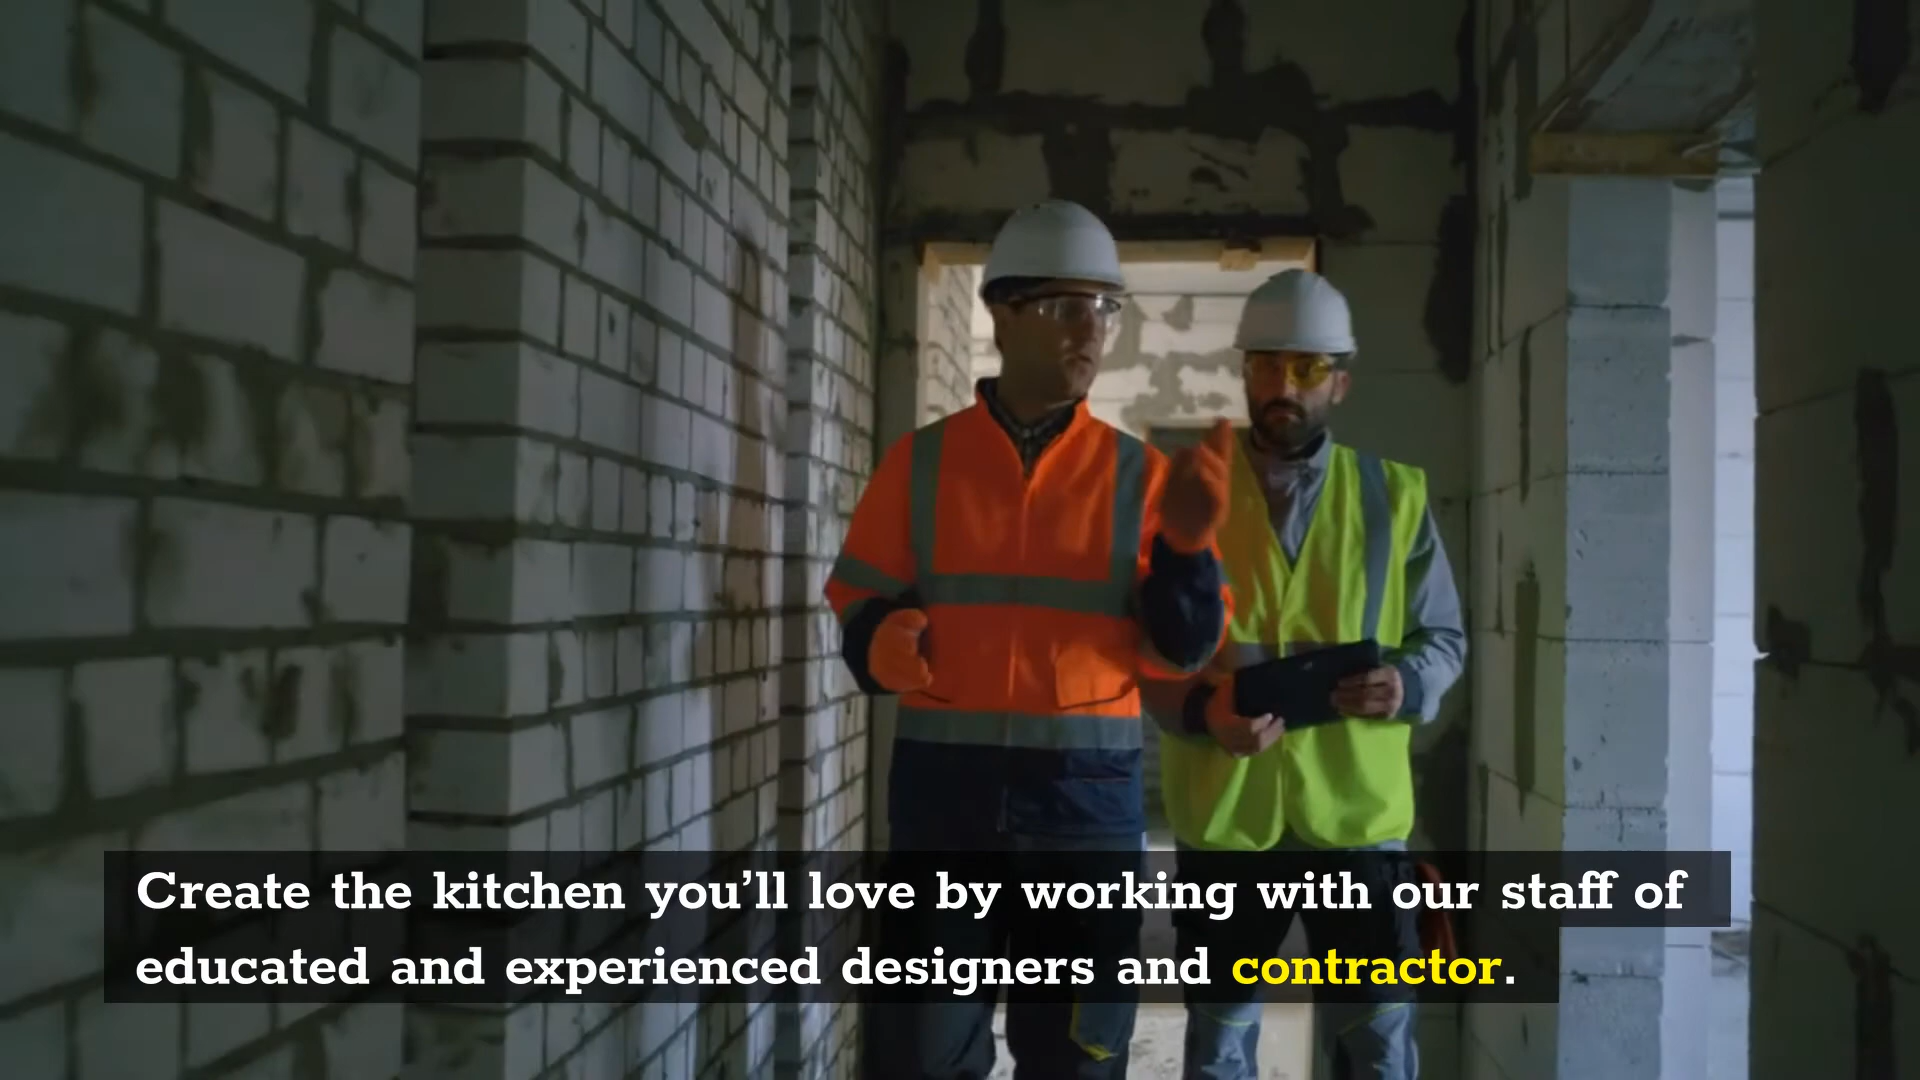 Create the kitchen you’ll love by working with our staff of
educated and experienced designers and contractor.